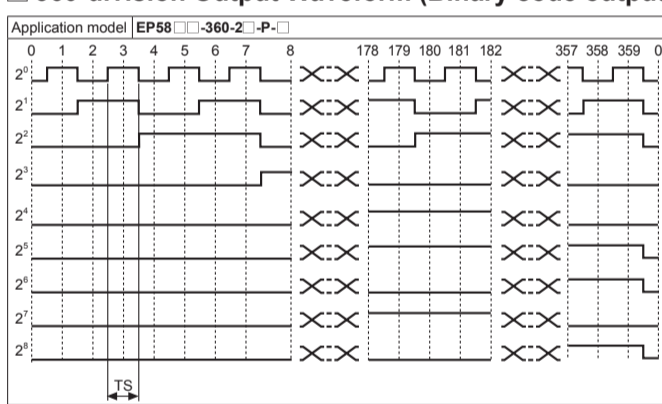 360-division Output Waveform (Binary code output
Application model EP58□□-360-2□-P-□
0 1 2 3 4 5 6 7 8 178 179 180 181 182 357 358 359 0
2⁰
2¹
2²
2³
2⁴
2⁵
2⁶
2⁷
2⁸
TS